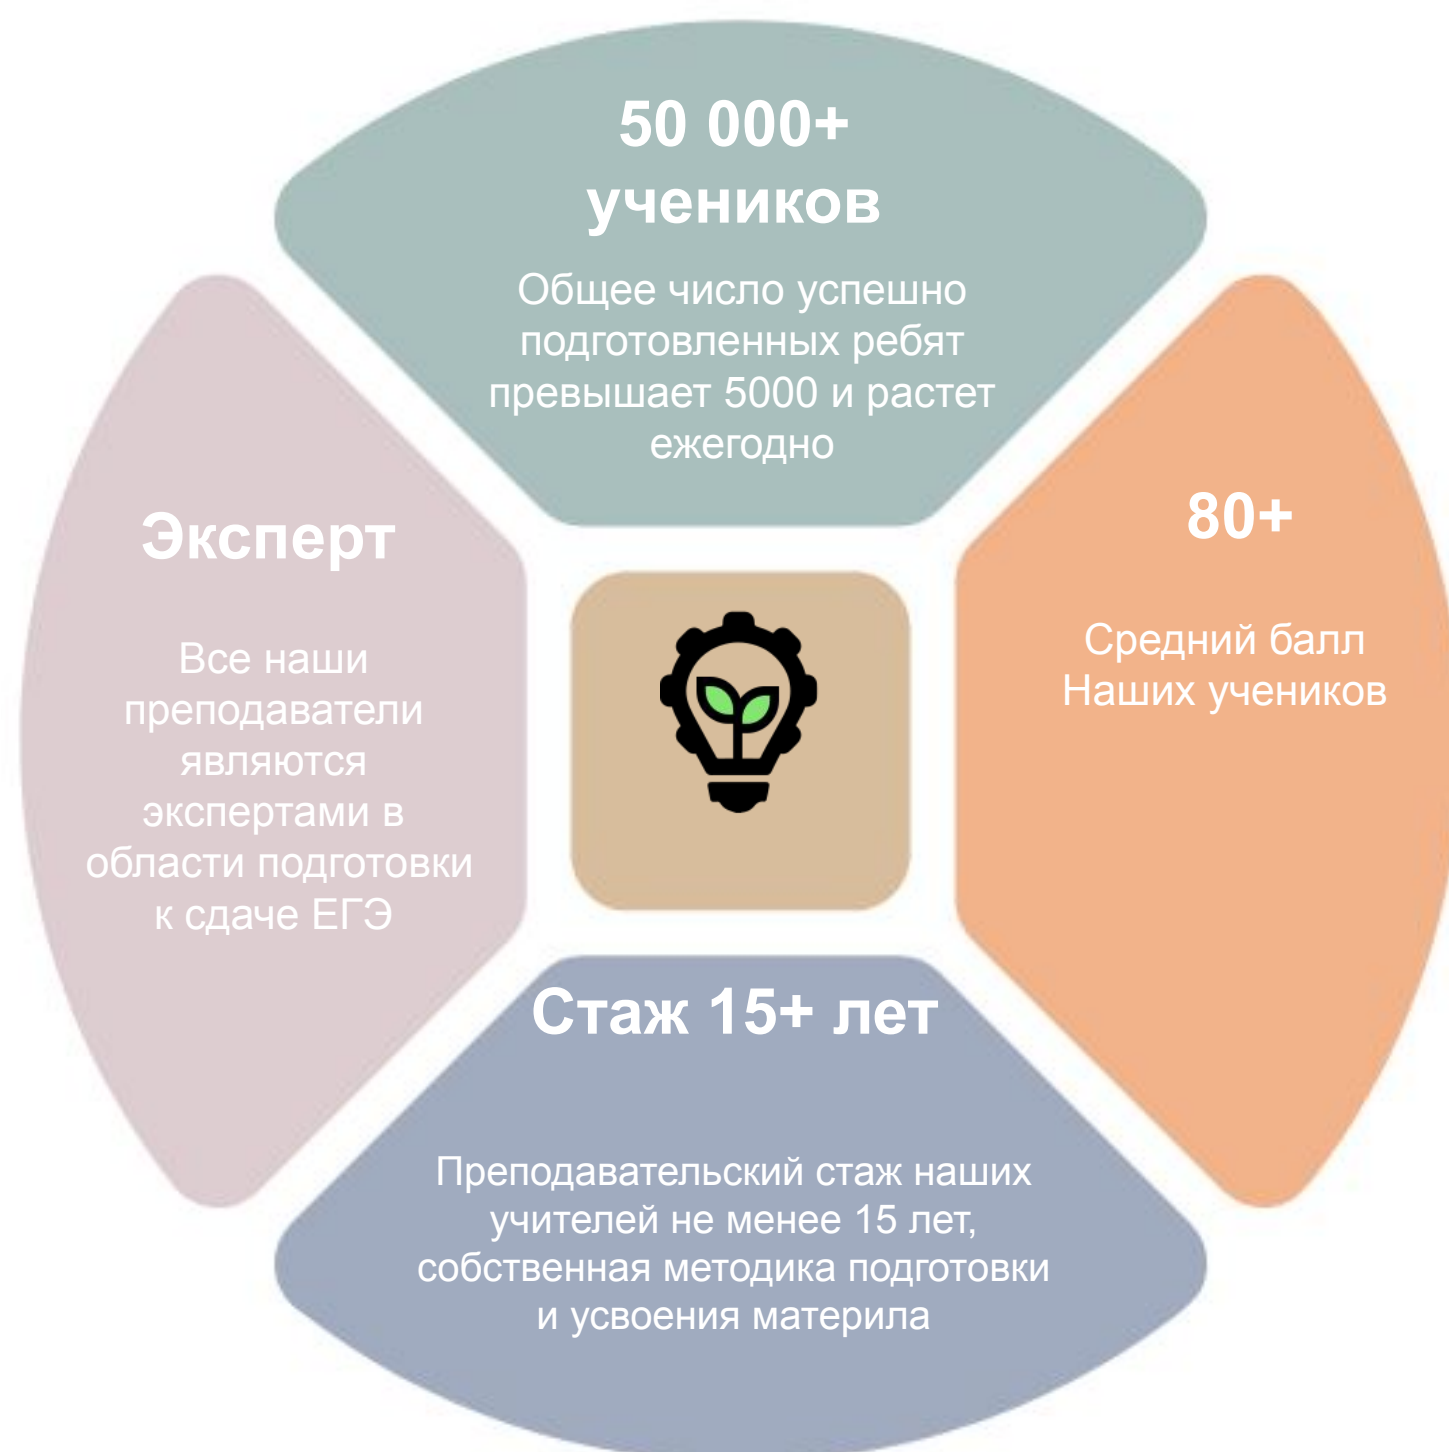 50 000+
учеников
Общее число успешно
подготовленных ребят
превышает 5000 и растет
ежегодно
Эксперт
Все наши
преподаватели
являются
экспертами в
области подготовки
к сдаче ЕГЭ
80+
Средний балл
Наших учеников
Стаж 15+ лет
Преподавательский стаж наших
учителей не менее 15 лет,
собственная методика подготовки
и усвоения материла